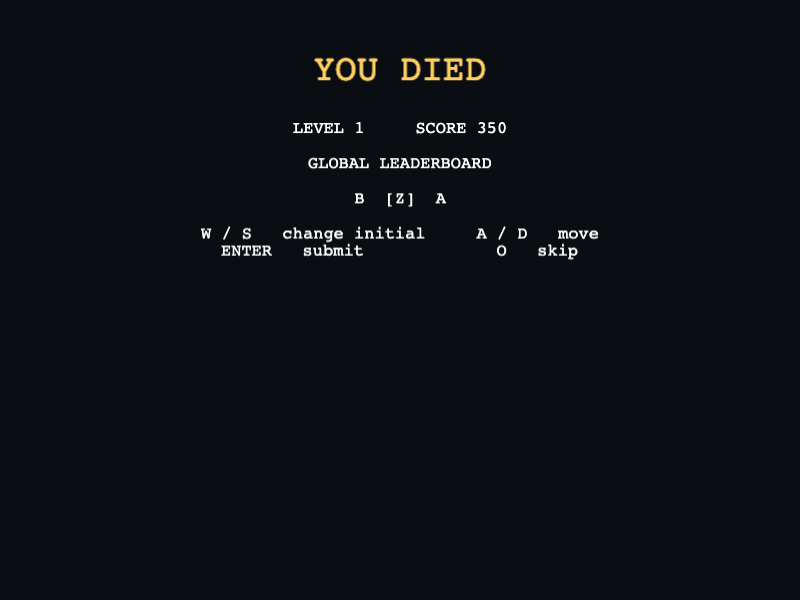 YOU DIED
LEVEL 1     SCORE 350
GLOBAL LEADERBOARD
B  [Z]  A
W / S   change initial     A / D   move
ENTER   submit             O   skip